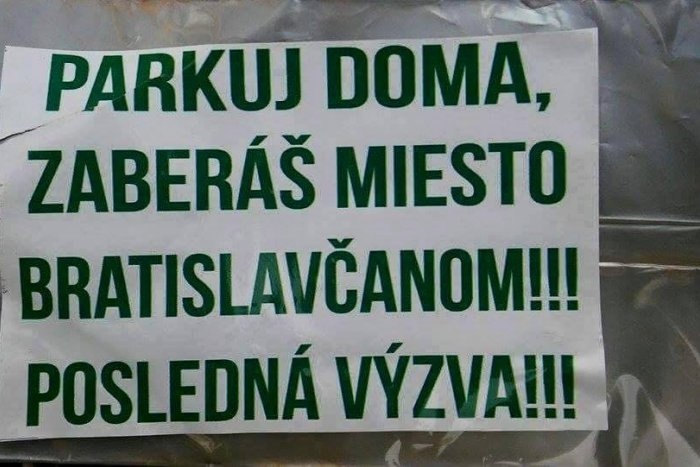 PARKUJ DOMA,
ZABERÁŠ MIESTO
BRATISLAVČANOM!!!
POSLEDNÁ VÝZVA!!!